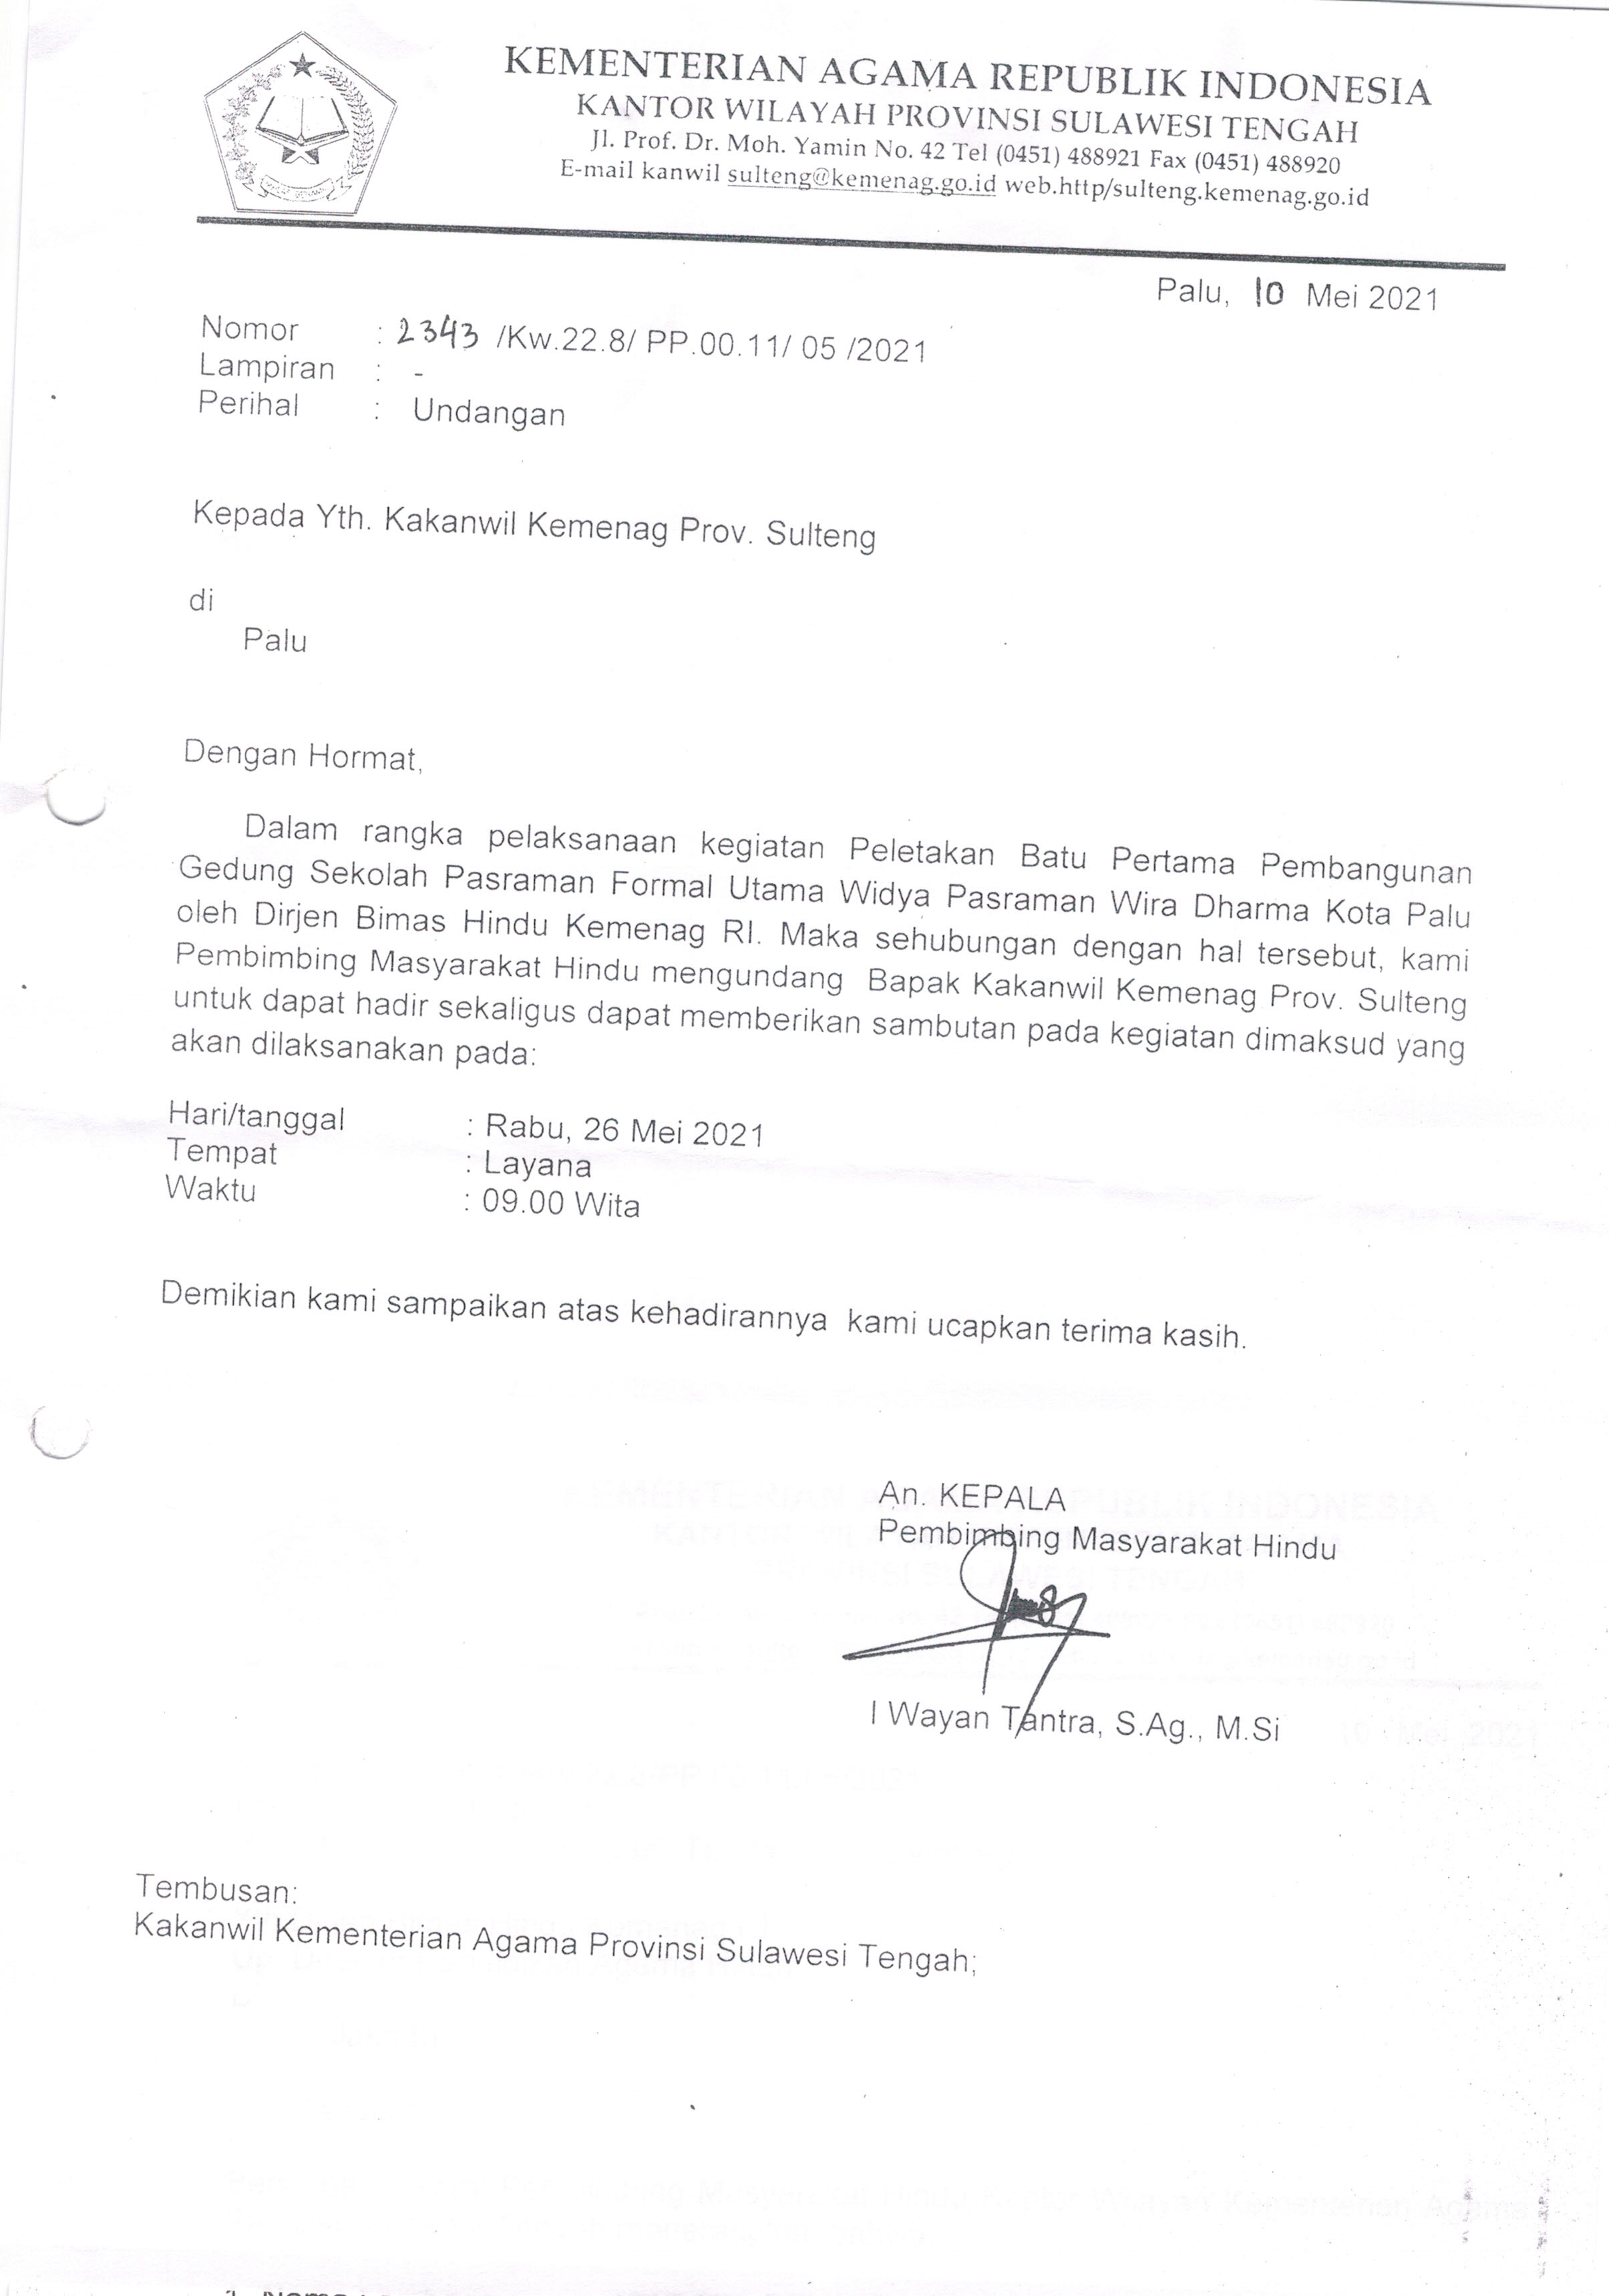 KEMENTERIAN AGAMA REPUBLIK INDONESIA
KANTOR WILAYAH PROVINSI SULAWESI TENGAH
Jl. Prof. Dr. Moh. Yamin No. 42 Tel (0451) 488921 Fax (0451) 488920
E-mail kanwil sulteng@kemenag.go.id web.http/sulteng.kemenag.go.id
Palu, 10 Mei 2021
Nomor : 2343 /Kw.22.8/ PP.00.11/ 05 /2021
Lampiran : -
Perihal : Undangan
Kepada Yth. Kakanwil Kemenag Prov. Sulteng
di
Palu
Dengan Hormat,
Dalam rangka pelaksanaan kegiatan Peletakan Batu Pertama Pembangunan
Gedung Sekolah Pasraman Formal Utama Widya Pasraman Wira Dharma Kota Palu
oleh Dirjen Bimas Hindu Kemenag RI. Maka sehubungan dengan hal tersebut, kami
Pembimbing Masyarakat Hindu mengundang Bapak Kakanwil Kemenag Prov. Sulteng
untuk dapat hadir sekaligus dapat memberikan sambutan pada kegiatan dimaksud yang
akan dilaksanakan pada:
Hari/tanggal : Rabu, 26 Mei 2021
Tempat : Layana
Waktu : 09.00 Wita
Demikian kami sampaikan atas kehadirannya kami ucapkan terima kasih.
An. KEPALA
Pembimbing Masyarakat Hindu
I Wayan Tantra, S.Ag., M.Si
Tembusan:
Kakanwil Kementerian Agama Provinsi Sulawesi Tengah;